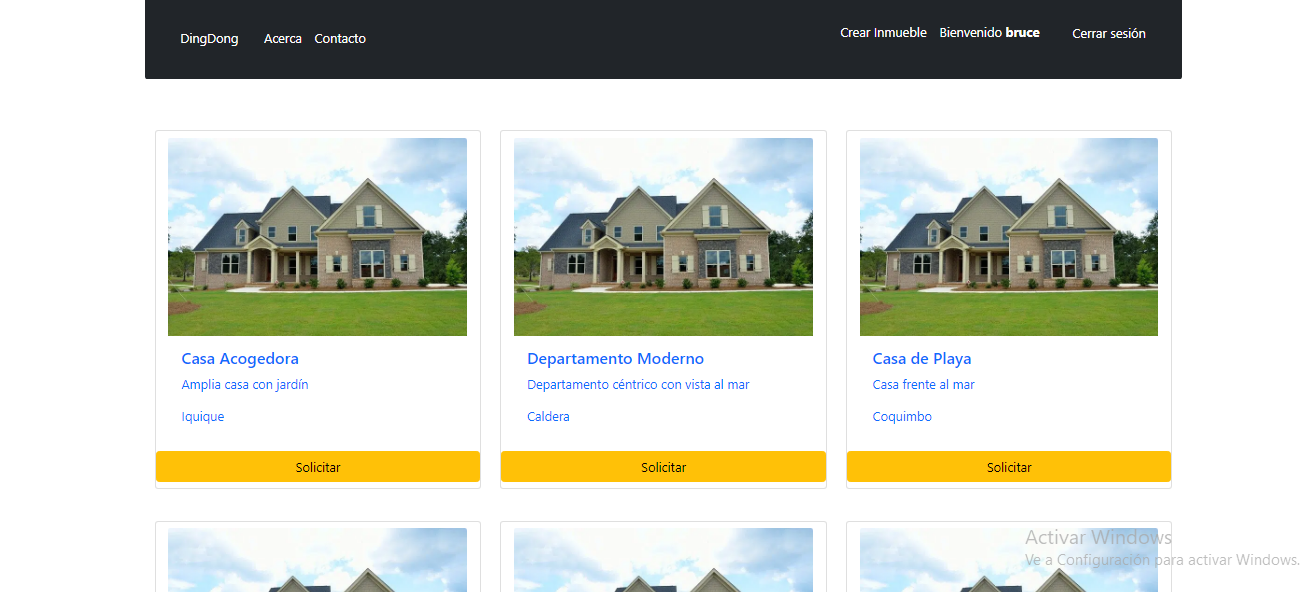 DingDong Acerca Contacto Crear Inmueble Bienvenido bruce Cerrar sesión
Casa Acogedora
Amplia casa con jardín
Iquique
Solicitar
Departamento Moderno
Departamento céntrico con vista al mar
Caldera
Solicitar
Casa de Playa
Casa frente al mar
Coquimbo
Solicitar
Activar Windows
Ve a Configuración para activar Windows.